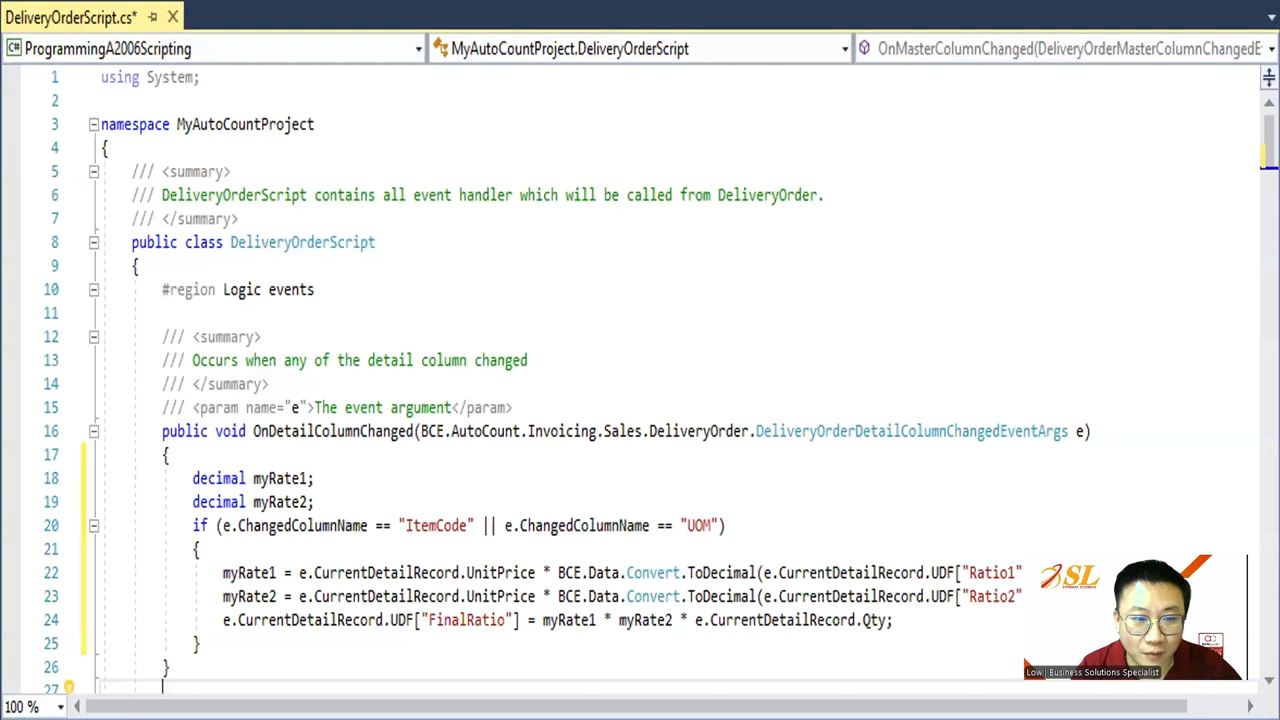 DeliveryOrderScript.cs*
C# ProgrammingA2006Scripting
MyAutoCountProject.DeliveryOrderScript
OnMasterColumnChanged(DeliveryOrderMasterColumnChangedE
1 using System;
2
3 namespace MyAutoCountProject
4 {
5 /// <summary>
6 /// DeliveryOrderScript contains all event handler which will be called from DeliveryOrder.
7 /// </summary>
8 public class DeliveryOrderScript
9 {
10 #region Logic events
11
12 /// <summary>
13 /// Occurs when any of the detail column changed
14 /// </summary>
15 /// <param name="e">The event argument</param>
16 public void OnDetailColumnChanged(BCE.AutoCount.Invoicing.Sales.DeliveryOrder.DeliveryOrderDetailColumnChangedEventArgs e)
17 {
18 decimal myRate1;
19 decimal myRate2;
20 if (e.ChangedColumnName == "ItemCode" || e.ChangedColumnName == "UOM")
21 {
22 myRate1 = e.CurrentDetailRecord.UnitPrice * BCE.Data.Convert.ToDecimal(e.CurrentDetailRecord.UDF["Ratio1"
23 myRate2 = e.CurrentDetailRecord.UnitPrice * BCE.Data.Convert.ToDecimal(e.CurrentDetailRecord.UDF["Ratio2"
24 e.CurrentDetailRecord.UDF["FinalRatio"] = myRate1 * myRate2 * e.CurrentDetailRecord.Qty;
25 }
26 }
27
SL
Low | Business Solutions Specialist
100 %